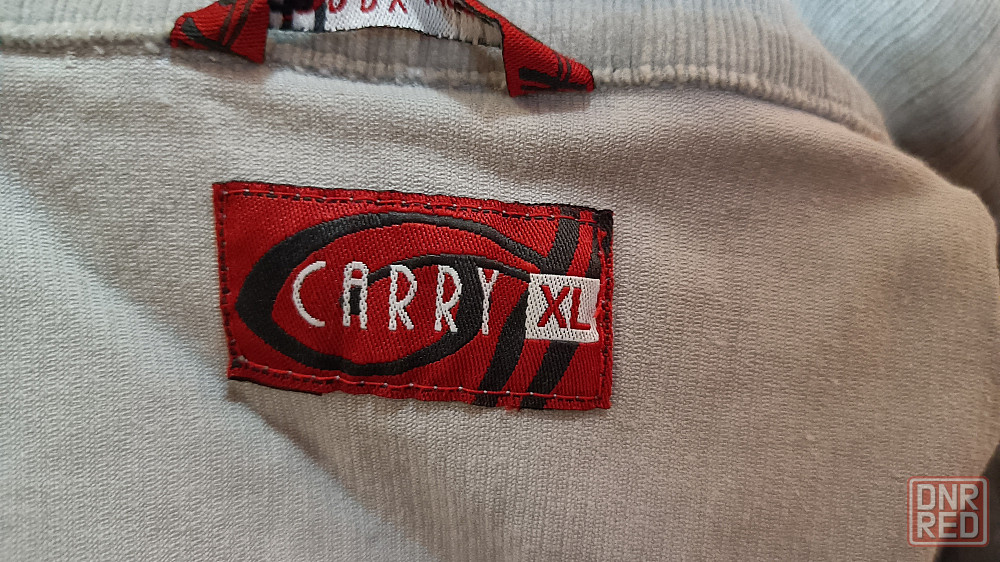 CARRY XL
DNR
RED